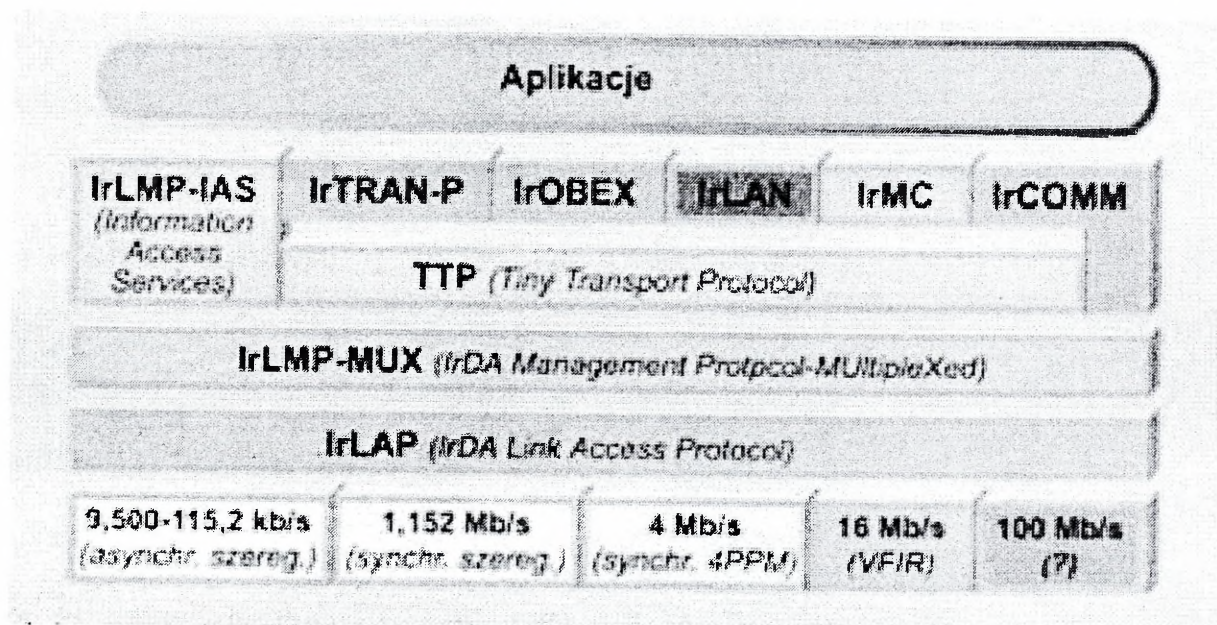 Aplikacje
IrLMP-IAS
(Information
Access
Services)
IrTRAN-P
IrOBEX
IrLAN
IrMC
IrCOMM
TTP (Tiny Transport Protocol)
IrLMP-MUX (IrDA Management Protpcol-MUltipleXed)
IrLAP (IrDA Link Access Protocol)
9,500-115,2 kb/s
(asynchr. szereg.)
1,152 Mb/s
(synchr. szereg.)
4 Mb/s
(synchr. 4PPM)
16 Mb/s
(VFIR)
100 Mb/s
(?)